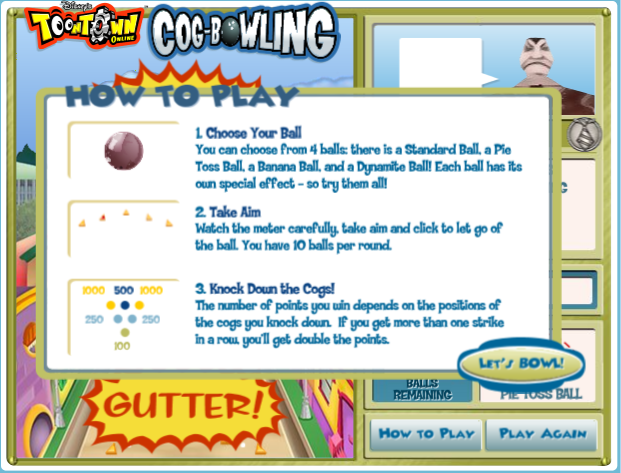 Disney's
TOONTOWN
ONLINE
COG-BOWLING
HOW TO PLAY
1. Choose Your Ball
You can choose from 4 balls: there is a Standard Ball, a Pie
Toss Ball, a Banana Ball, and a Dynamite Ball! Each ball has its
own special effect - so try them all!
2. Take Aim
Watch the meter carefully, take aim and click to let go of
the ball. You have 10 balls per round.
1000 500 1000
250 250
100
3. Knock Down the Cogs!
The number of points you win depends on the positions of
the cogs you knock down. If you get more than one strike
in a row, you'll get double the points.
LET'S BOWL!
GUTTER!
BALLS
REMAINING
PIE TOSS BALL
HOW TO PLAY
PLAY AGAIN